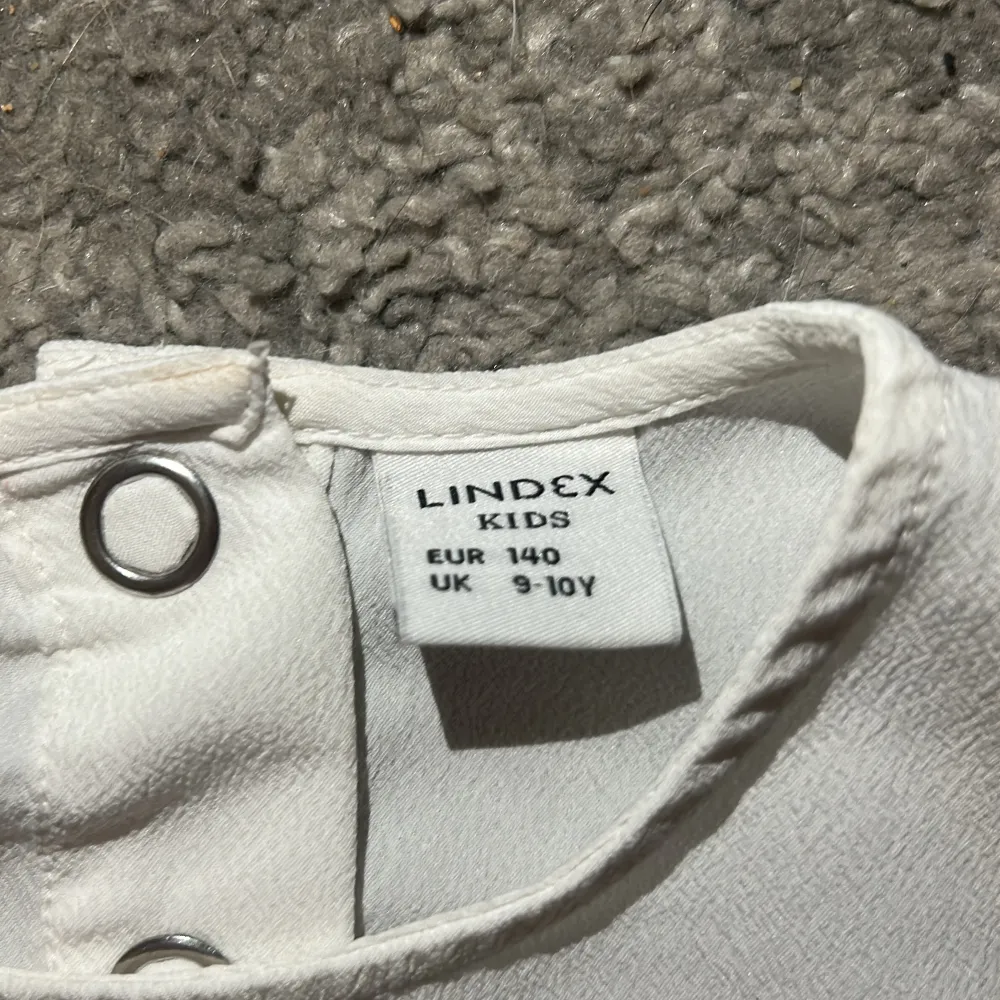 LINDEX
KIDS
EUR 140
UK 9-10Y